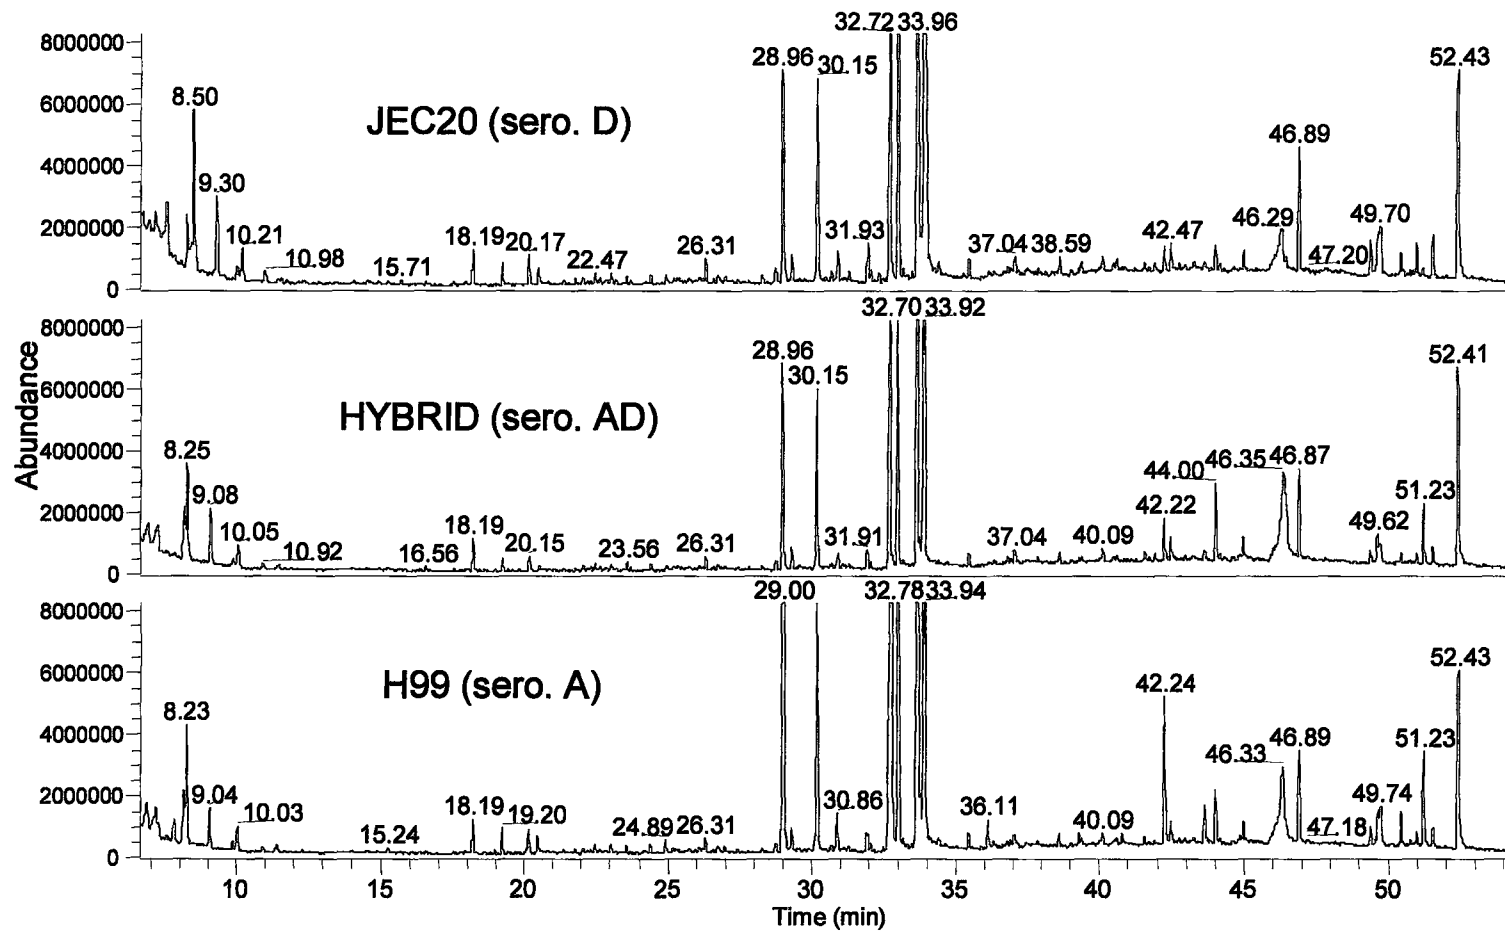 32.72 33.96
8000000
28.96 30.15 52.43
8.50
6000000
JEC20 (sero. D)
46.89
4000000
9.30
2000000
10.21 18.19 20.17 26.31 31.93 37.04 38.59 42.47 46.29 49.70
10.98 15.71 22.47 47.20
0
32.70 33.92
8000000
28.96 30.15 52.41
6000000
HYBRID (sero. AD)
8.25
4000000
9.08 44.00 46.35 46.87
42.22 51.23
2000000
10.05 18.19 20.15 49.62
10.92 16.56 23.56 26.31 31.91 37.04 40.09
0
Abundance
29.00 32.78 33.94
8000000
52.43
6000000
H99 (sero. A)
42.24
8.23
4000000
46.33 46.89 51.23
2000000
9.04 10.03 18.19 19.20 30.86 36.11 49.74
15.24 24.89 26.31 40.09 47.18
0
10 15 20 25 30 35 40 45 50
Time (min)